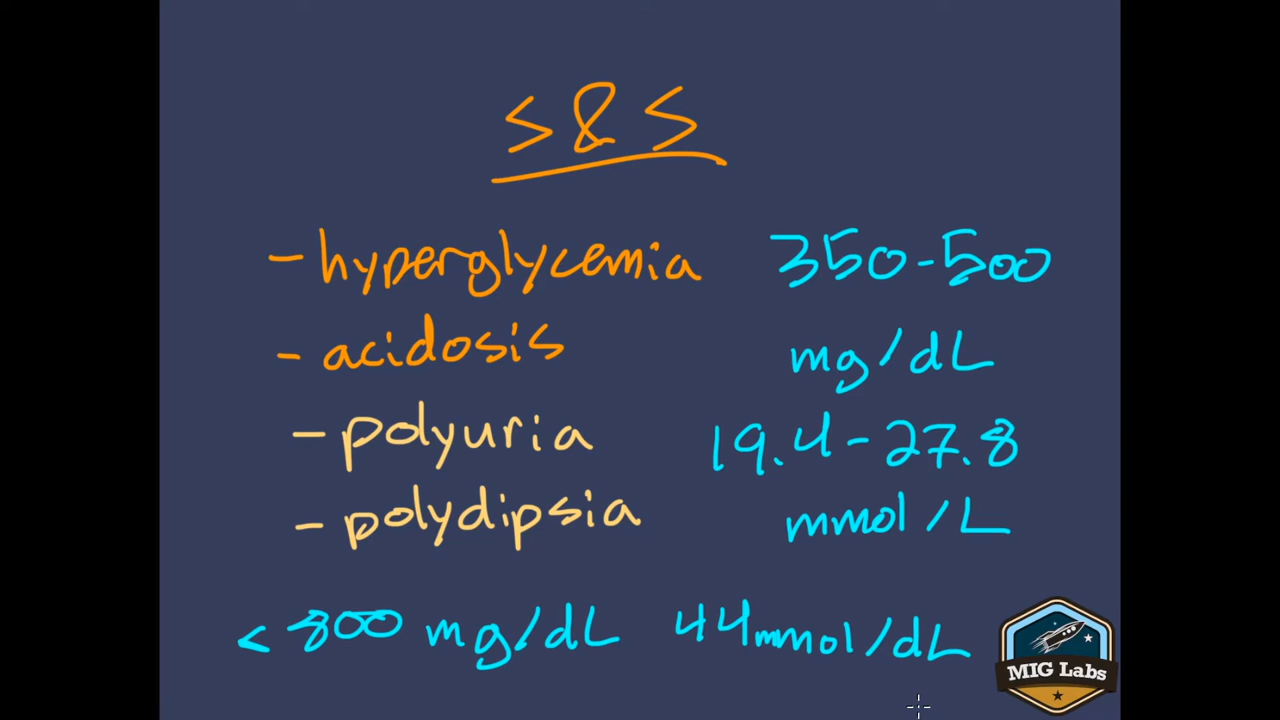 S & S
- hyperglycemia 350-500
- acidosis mg/dL
- polyuria 19.4-27.8
- polydipsia mmol/L
< 800 mg/dL 44mmol/dL
MIG Labs